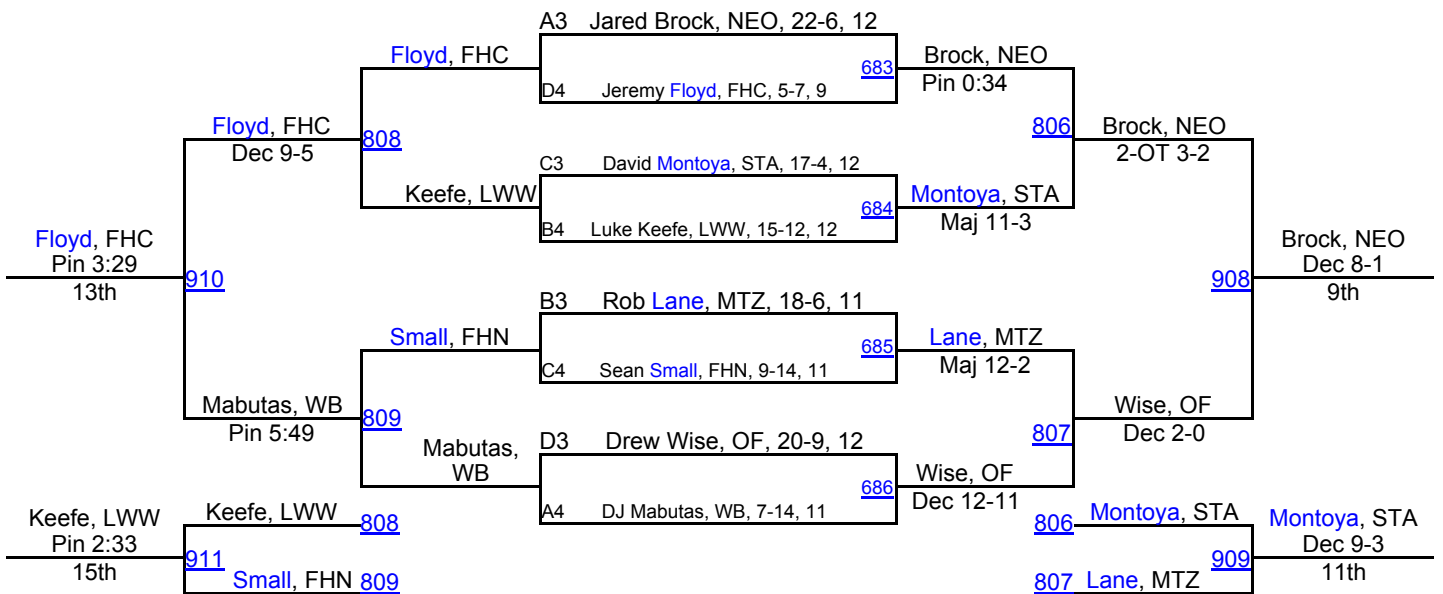 A3 Jared Brock, NEO, 22-6, 12
Floyd, FHC
683
Brock, NEO
Pin 0:34
D4 Jeremy Floyd, FHC, 5-7, 9
Floyd, FHC
Dec 9-5
808
806
Brock, NEO
2-OT 3-2
C3 David Montoya, STA, 17-4, 12
Keefe, LWW
684
Montoya, STA
Maj 11-3
B4 Luke Keefe, LWW, 15-12, 12
Floyd, FHC
Pin 3:29
13th
910
908
Brock, NEO
Dec 8-1
9th
B3 Rob Lane, MTZ, 18-6, 11
Small, FHN
685
Lane, MTZ
Maj 12-2
C4 Sean Small, FHN, 9-14, 11
Mabutas, WB
Pin 5:49
809
807
Wise, OF
Dec 2-0
D3 Drew Wise, OF, 20-9, 12
Mabutas,
WB
686
Wise, OF
Dec 12-11
A4 DJ Mabutas, WB, 7-14, 11
Keefe, LWW
Pin 2:33
15th
Keefe, LWW 808
911
Small, FHN 809
806 Montoya, STA
909
807 Lane, MTZ
Montoya, STA
Dec 9-3
11th